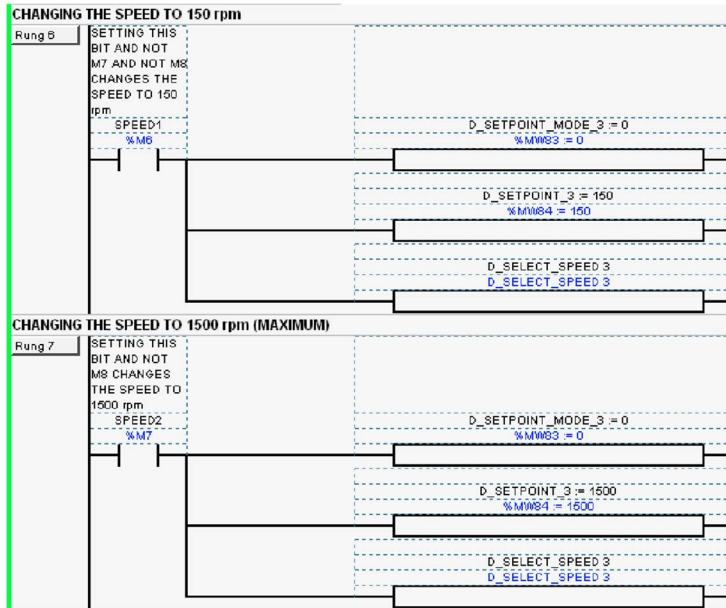 CHANGING THE SPEED TO 150 rpm
Rung 6
SETTING THIS
BIT AND NOT
M7 AND NOT M8
CHANGES THE
SPEED TO 150
rpm
SPEED1
%M6
D_SETPOINT_MODE_3 := 0
%MW83 := 0
D_SETPOINT_3 := 150
%MW84 := 150
D_SELECT_SPEED 3
D_SELECT_SPEED 3
CHANGING THE SPEED TO 1500 rpm (MAXIMUM)
Rung 7
SETTING THIS
BIT AND NOT
M8 CHANGES
THE SPEED TO
1500 rpm
SPEED2
%M7
D_SETPOINT_MODE_3 := 0
%MW83 := 0
D_SETPOINT_3 := 1500
%MW84 := 1500
D_SELECT_SPEED 3
D_SELECT_SPEED 3